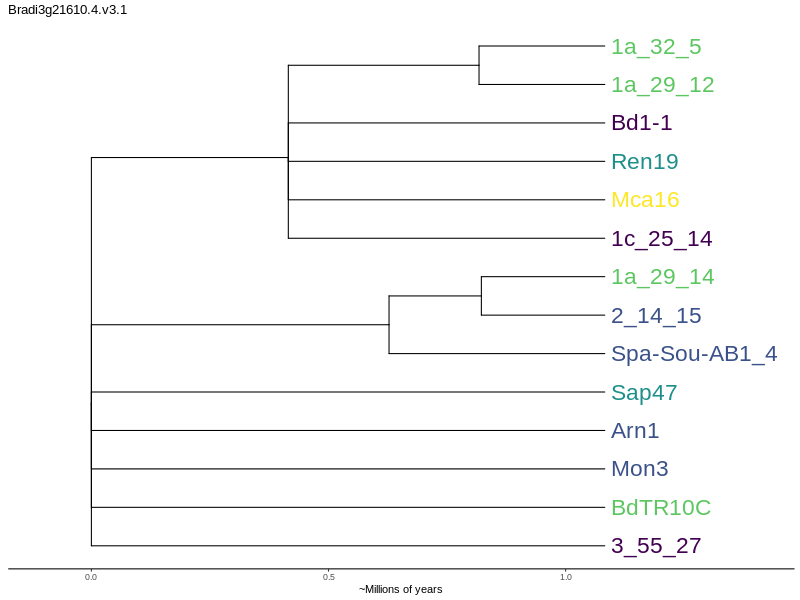 Bradi3g21610.4.v3.1
1a_32_5
1a_29_12
Bd1-1
Ren19
Mca16
1c_25_14
1a_29_14
2_14_15
Spa-Sou-AB1_4
Sap47
Arn1
Mon3
BdTR10C
3_55_27
0.0 0.5 1.0
~Millions of years